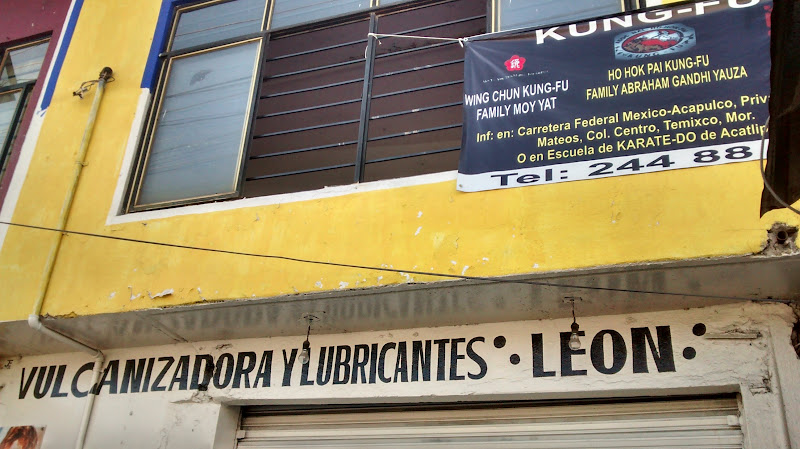 KUNG-FU
WING CHUN KUNG-FU
FAMILY MOY YAT
HO HOK PAI KUNG-FU
FAMILY ABRAHAM GANDHI YAUZA
Inf: en: Carretera Federal Mexico-Acapulco, Priv
Mateos, Col. Centro, Temixco, Mor.
O en Escuela de KARATE-DO de Acatlip
Tel: 244 88
VULCANIZADORA Y LUBRICANTES LEON